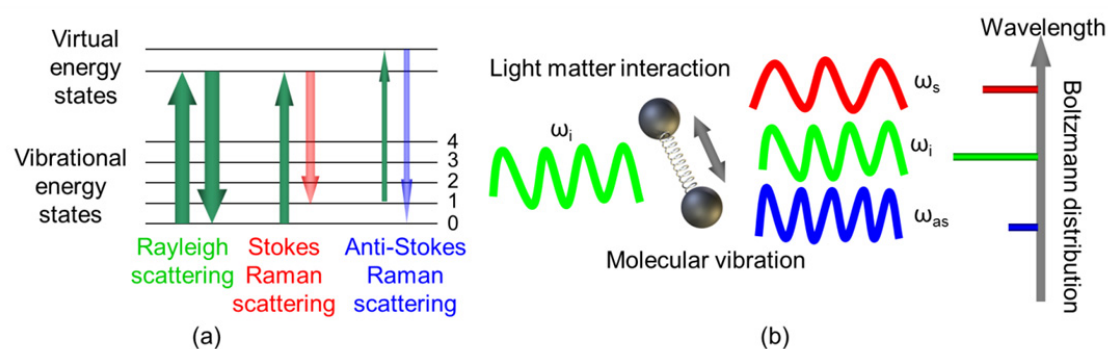 Virtual
energy
states
Vibrational
energy
states
4
3
2
1
0
Rayleigh
scattering
Stokes
Raman
scattering
Anti-Stokes
Raman
scattering
(a)
Light matter interaction
ωi
Molecular vibration
ωs
ωi
ωas
Wavelength
Boltzmann distribution
(b)